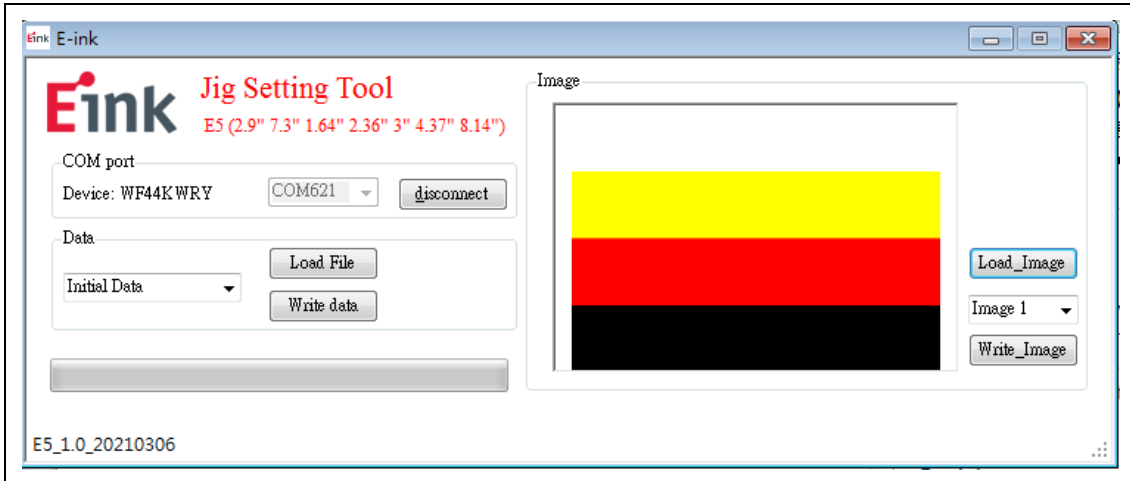 Eink E-ink
Eink
Jig Setting Tool
E5 (2.9" 7.3" 1.64" 2.36" 3" 4.37" 8.14")
COM port
Device: WF44KWRY COM621 disconnect
Data
Initial Data
Load File
Write data
E5_1.0_20210306
Image
Load_Image
Image 1
Write_Image